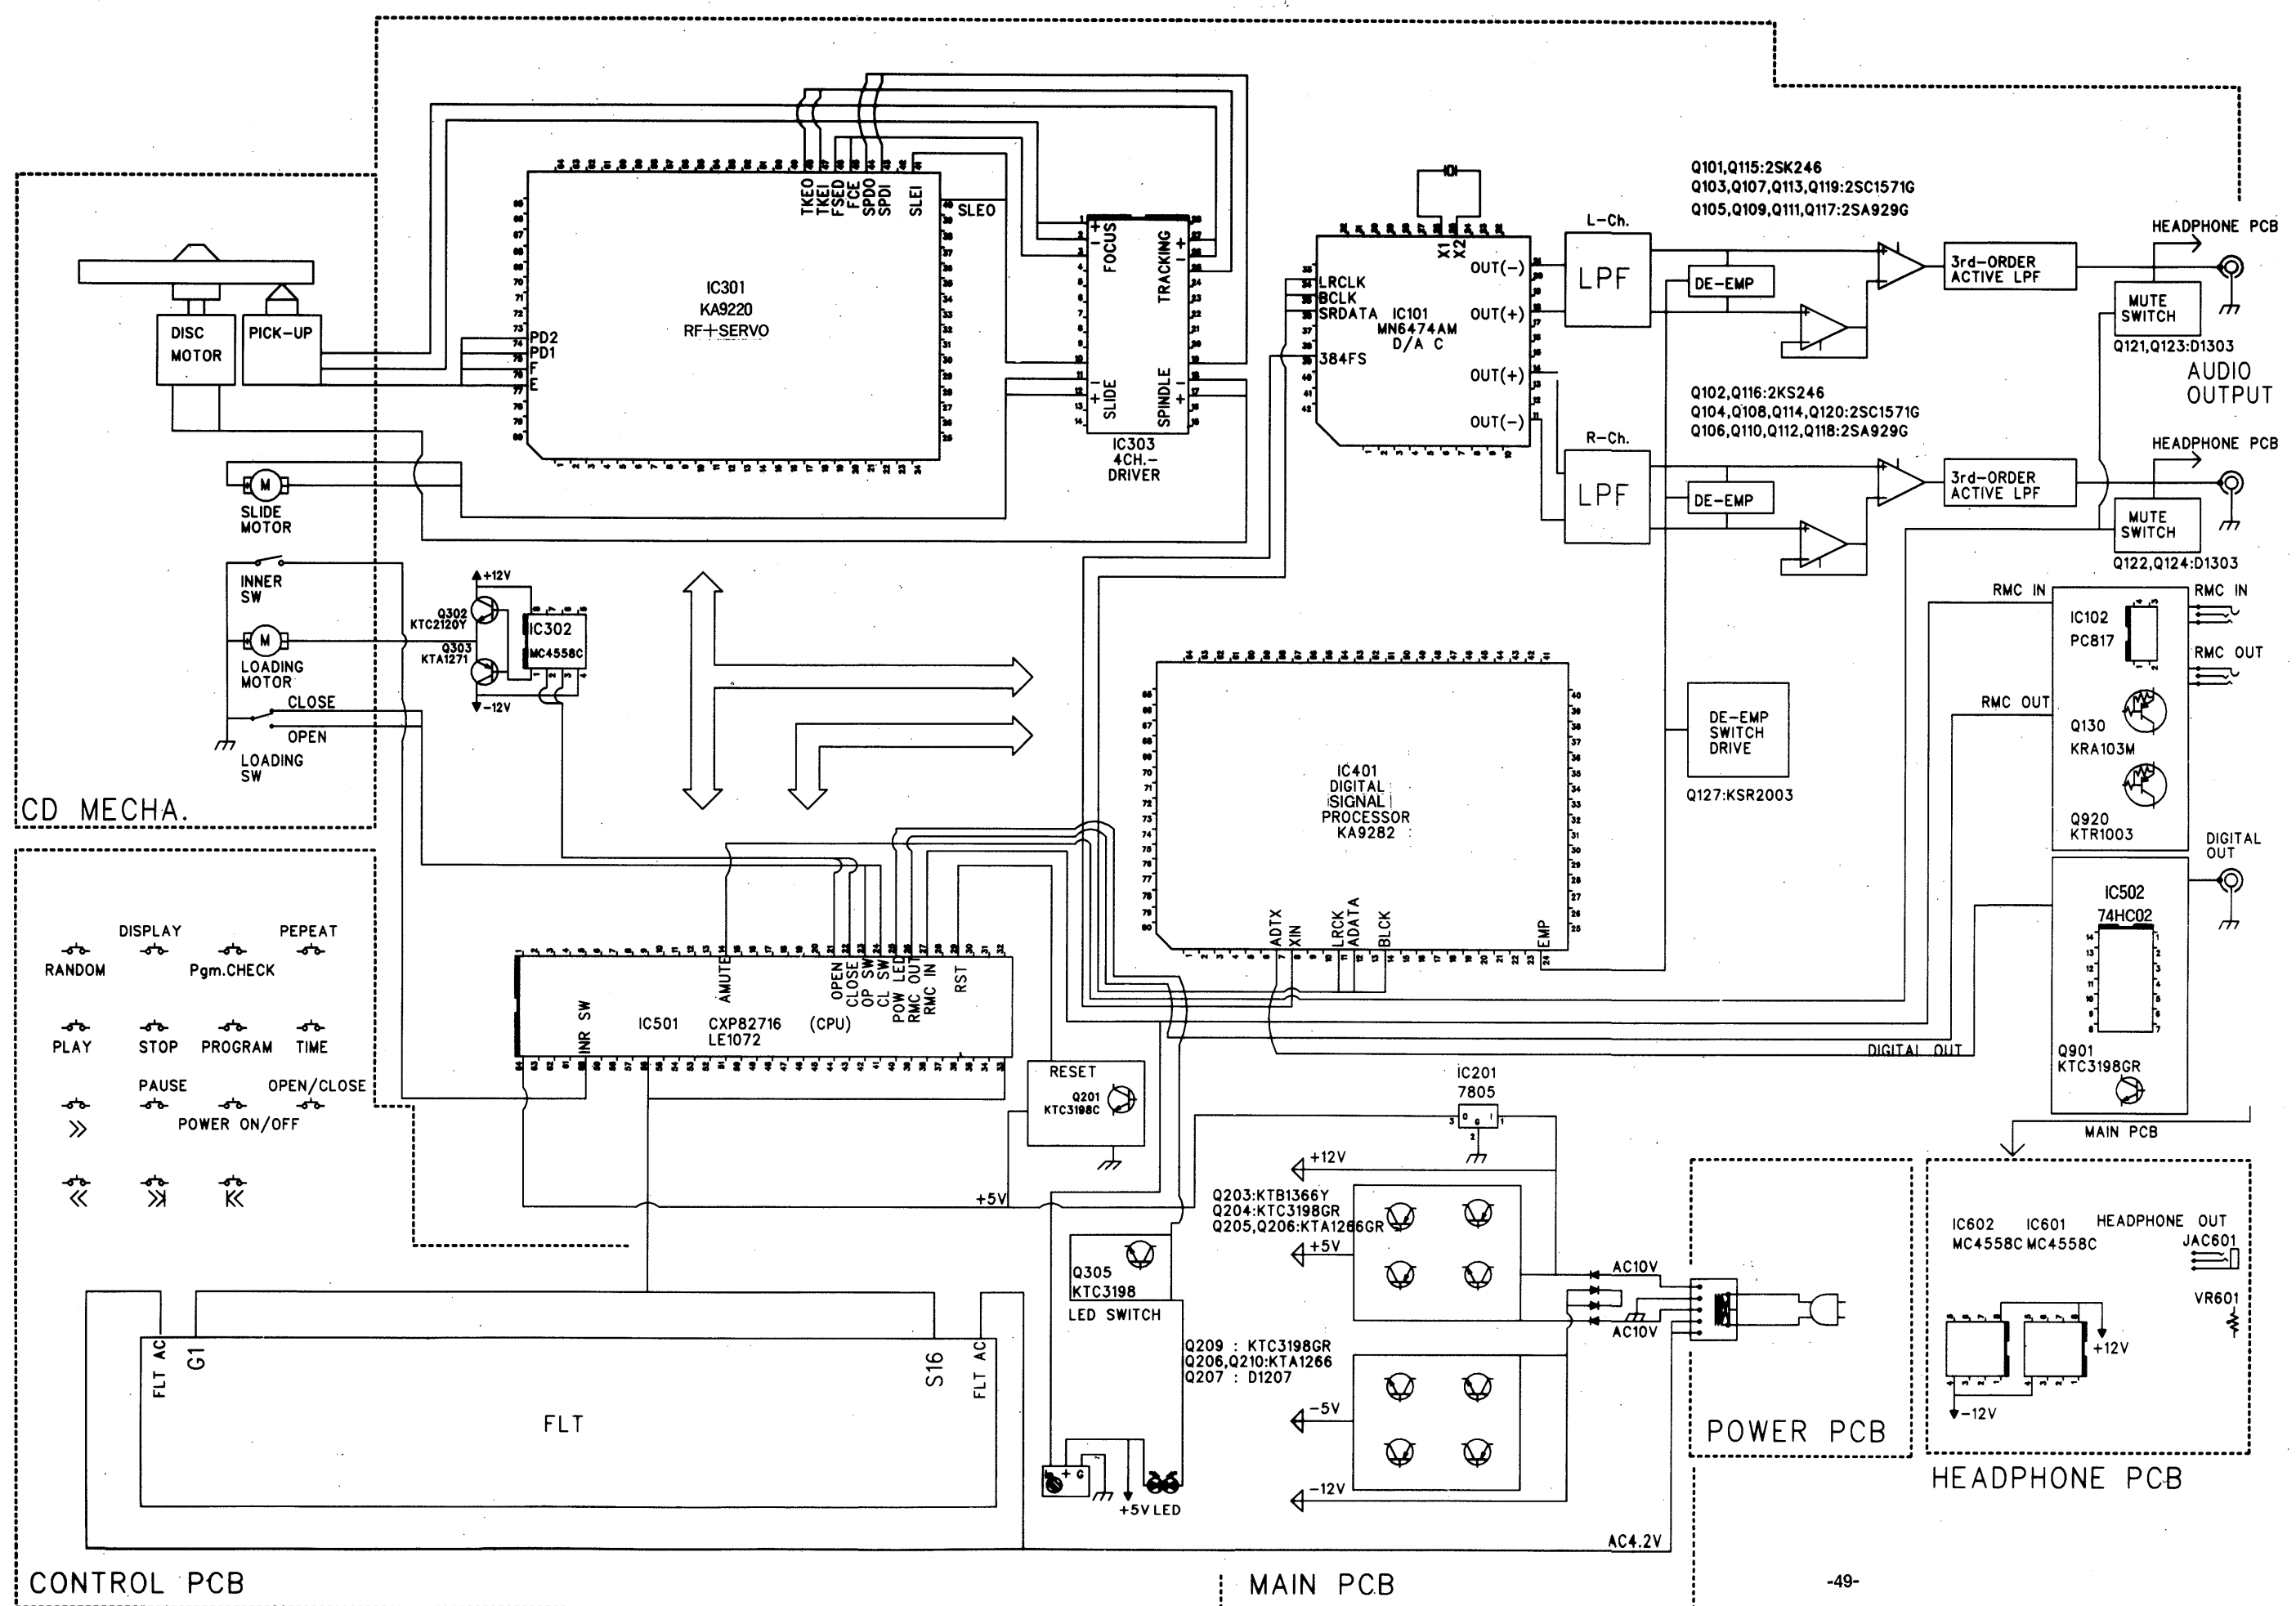 Q101,Q115:2SK246
Q103,Q107,Q113,Q119:2SC1571G
Q105,Q109,Q111,Q117:2SA929G
TKEO
TKEI
FSED
FCE
SPDO
SPDI
SLEI
SLEO
IC301
KA9220
RF+SERVO
PD2
PD1
F
E
DISC
MOTOR
PICK-UP
FOCUS
TRACKING
SLIDE
SPINDLE
IC303
4CH.-
DRIVER
X1
X2
LRCLK
BCLK
SRDATA
384FS
IC101
MN6474AM
D/A C
OUT(-)
OUT(+)
OUT(+)
OUT(-)
L-Ch.
LPF
DE-EMP
3rd-ORDER
ACTIVE LPF
HEADPHONE PCB
MUTE
SWITCH
Q121,Q123:D1303
AUDIO
OUTPUT
Q102,Q116:2KS246
Q104,Q108,Q114,Q120:2SC1571G
Q106,Q110,Q112,Q118:2SA929G
R-Ch.
LPF
DE-EMP
3rd-ORDER
ACTIVE LPF
HEADPHONE PCB
MUTE
SWITCH
Q122,Q124:D1303
M
SLIDE
MOTOR
INNER
SW
M
LOADING
MOTOR
CLOSE
OPEN
LOADING
SW
CD MECHA.
+12V
Q302
KTC2120Y
Q303
KTA1271
IC302
MC4558C
-12V
RMC IN
RMC IN
IC102
PC817
RMC OUT
RMC OUT
Q130
KRA103M
Q920
KTR1003
DE-EMP
SWITCH
DRIVE
Q127:KSR2003
IC401
DIGITAL
SIGNAL
PROCESSOR
KA9282
ADTX
XIN
LRCK
ADATA
BLCK
EMP
DIGITAL
OUT
IC502
74HC02
Q901
KTC3198GR
DIGITAL OUT
MAIN PCB
DISPLAY
PEPEAT
RANDOM
Pgm.CHECK
PLAY
STOP
PROGRAM
TIME
PAUSE
OPEN/CLOSE
POWER ON/OFF
AMUTE
OPEN
CLOSE
OP SW
CL SW
POW LED
RMC OUT
RMC IN
RST
INR SW
IC501
CXP82716
LE1072
(CPU)
RESET
Q201
KTC3198C
+5V
IC201
7805
O
G
I
3
2
1
+12V
Q203:KTB1366Y
Q204:KTC3198GR
Q205,Q206:KTA1266GR
+5V
AC10V
AC10V
Q305
KTC3198
LED SWITCH
Q209 : KTC3198GR
Q206,Q210:KTA1266
Q207 : D1207
-5V
-12V
+ G
+5V
LED
AC4.2V
FLT AC
G1
S16
FLT AC
FLT
POWER PCB
IC602
MC4558C
IC601
MC4558C
HEADPHONE OUT
JAC601
VR601
+12V
-12V
HEADPHONE PCB
CONTROL PCB
MAIN PCB
-49-